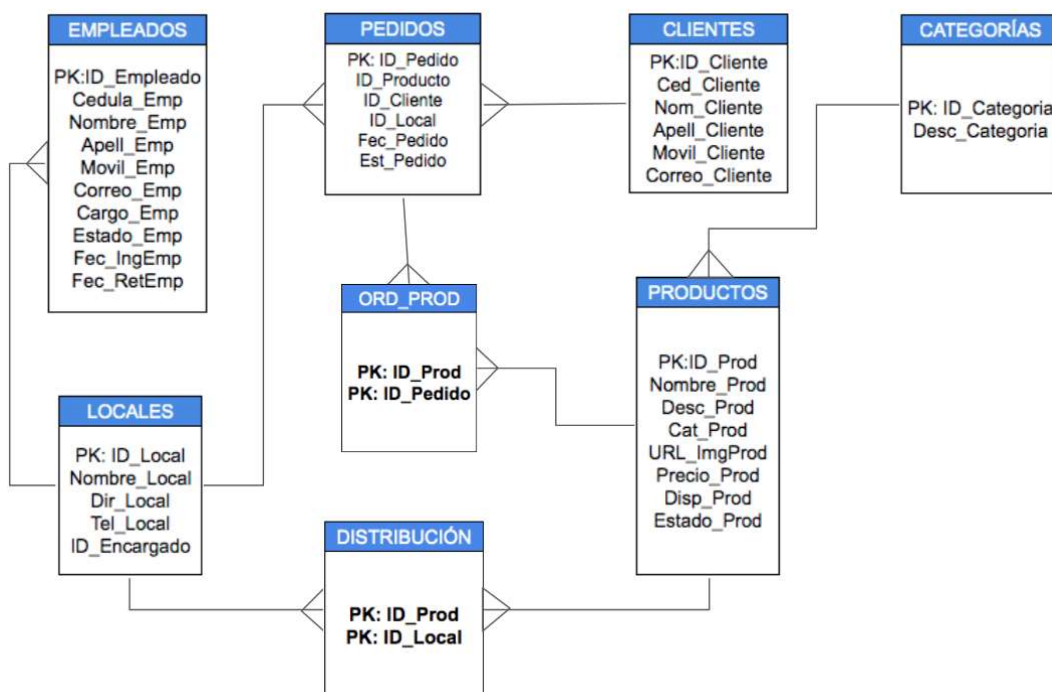 EMPLEADOS
PK:ID_Empleado
Cedula_Emp
Nombre_Emp
Apell_Emp
Movil_Emp
Correo_Emp
Cargo_Emp
Estado_Emp
Fec_IngEmp
Fec_RetEmp
PEDIDOS
PK: ID_Pedido
ID_Producto
ID_Cliente
ID_Local
Fec_Pedido
Est_Pedido
CLIENTES
PK:ID_Cliente
Ced_Cliente
Nom_Cliente
Apell_Cliente
Movil_Cliente
Correo_Cliente
CATEGORÍAS
PK: ID_Categoria
Desc_Categoria
ORD_PROD
PK: ID_Prod
PK: ID_Pedido
PRODUCTOS
PK:ID_Prod
Nombre_Prod
Desc_Prod
Cat_Prod
URL_ImgProd
Precio_Prod
Disp_Prod
Estado_Prod
LOCALES
PK: ID_Local
Nombre_Local
Dir_Local
Tel_Local
ID_Encargado
DISTRIBUCIÓN
PK: ID_Prod
PK: ID_Local